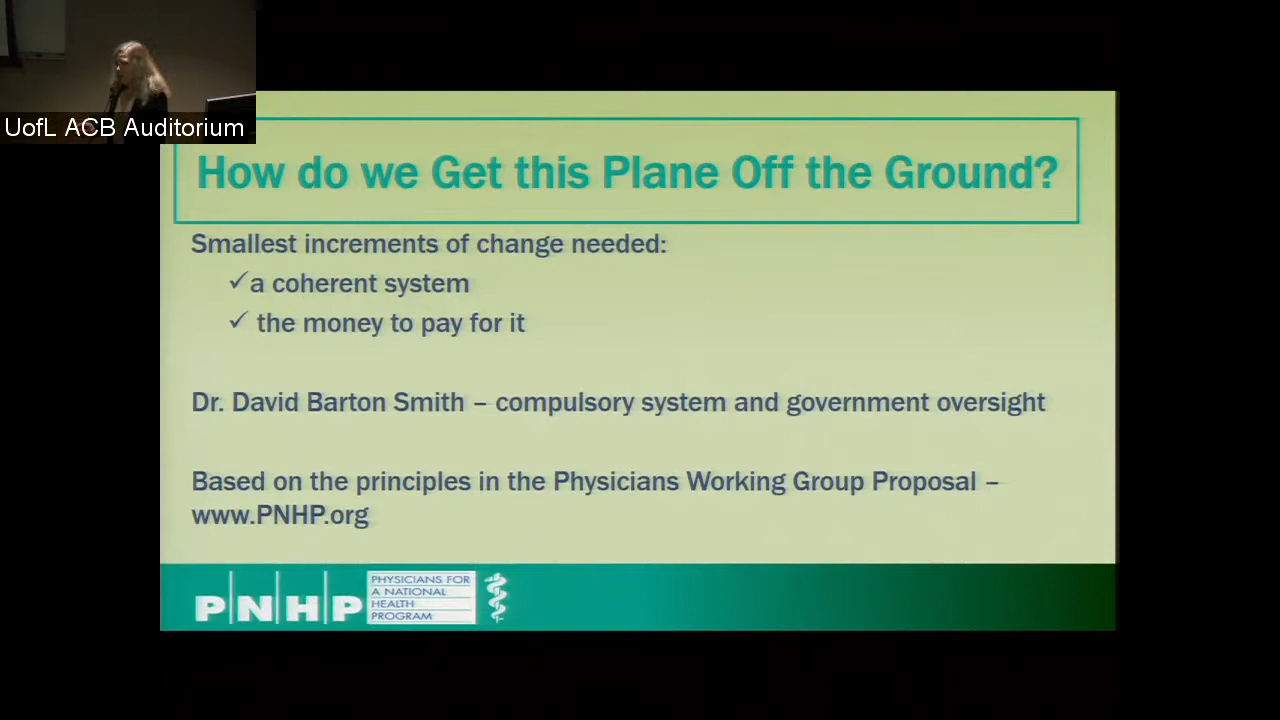 UofL ACB Auditorium
How do we Get this Plane Off the Ground?
Smallest increments of change needed:
✓a coherent system
✓ the money to pay for it
Dr. David Barton Smith – compulsory system and government oversight
Based on the principles in the Physicians Working Group Proposal –
www.PNHP.org
PNHP
PHYSICIANS FOR
A NATIONAL
HEALTH
PROGRAM